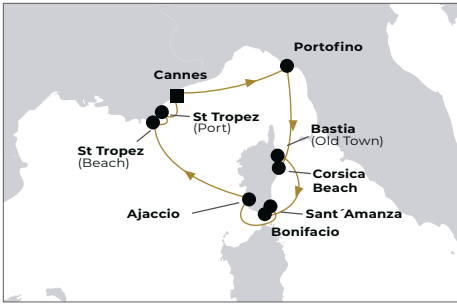 Portofino
Cannes
St Tropez
(Port)
Bastia
(Old Town)
St Tropez
(Beach)
Corsica
Beach
Ajaccio
Sant´Amanza
Bonifacio